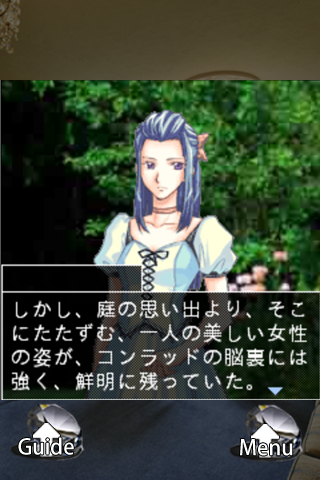 しかし、庭の思い出より、そこ
にたたずむ、一人の美しい女性
の姿が、コンラッドの脳裏には
強く、鮮明に残っていた。
Guide
Menu